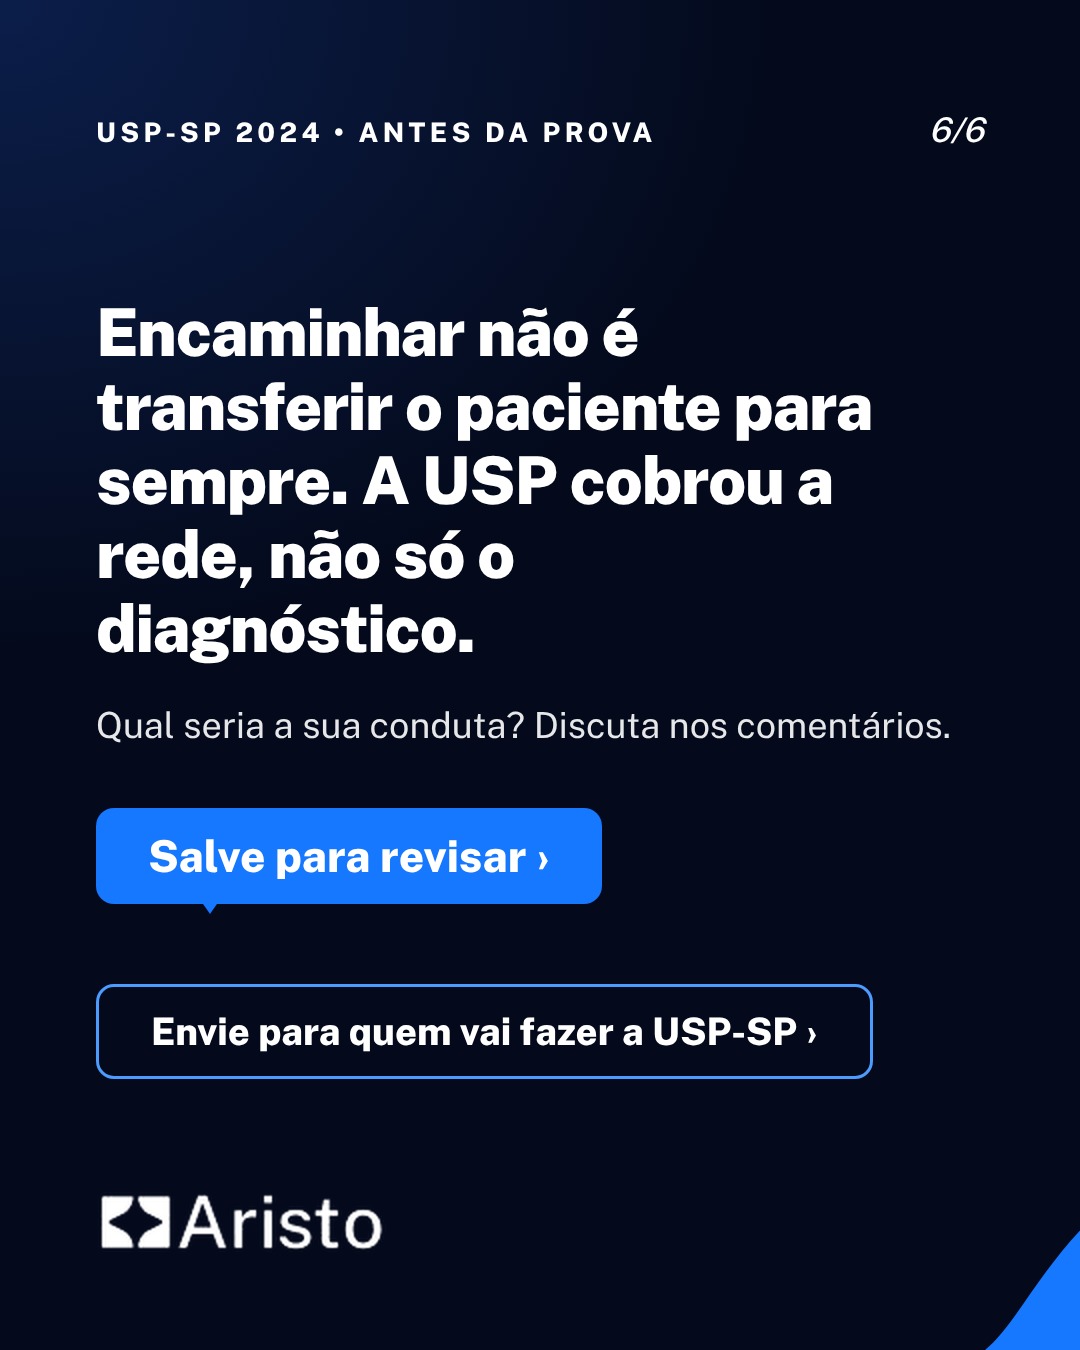 USP-SP 2024 • ANTES DA PROVA
6/6
Encaminhar não é
transferir o paciente para
sempre. A USP cobrou a
rede, não só o
diagnóstico.
Qual seria a sua conduta? Discuta nos comentários.
Salve para revisar ›
Envie para quem vai fazer a USP-SP ›
Aristo